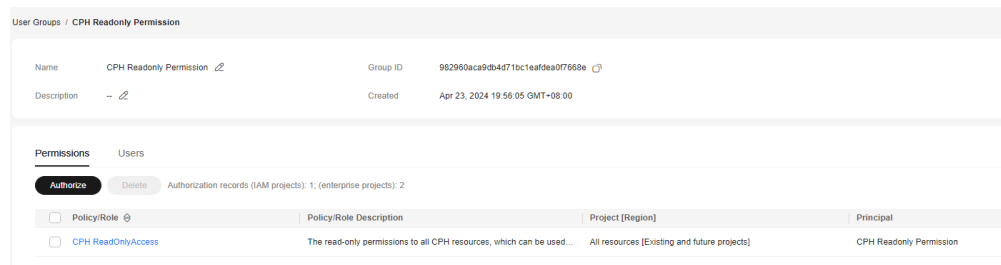 User Groups / CPH Readonly Permission
Name CPH Readonly Permission Group ID 982960aca9db4d71bc1eafdea0f7668e
Description -- Created Apr 23, 2024 19:56:05 GMT+08:00
Permissions Users
Authorize Delete Authorization records (IAM projects): 1; (enterprise projects): 2
Policy/Role Policy/Role Description Project [Region] Principal
CPH ReadOnlyAccess The read-only permissions to all CPH resources, which can be used... All resources [Existing and future projects] CPH Readonly Permission